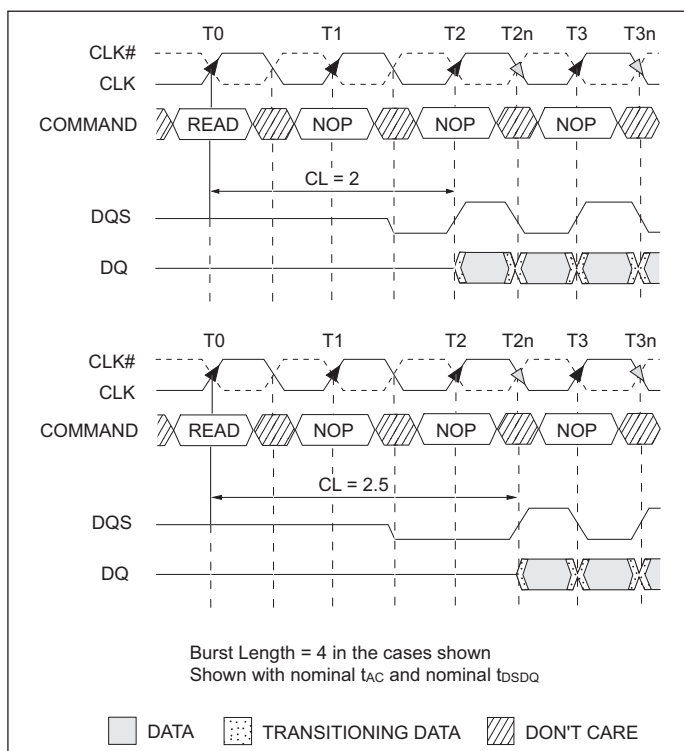 T0 T1 T2 T2n T3 T3n
CLK#
CLK
COMMAND READ NOP NOP NOP
CL = 2
DQS
DQ
T0 T1 T2 T2n T3 T3n
CLK#
CLK
COMMAND READ NOP NOP NOP
CL = 2.5
DQS
DQ
Burst Length = 4 in the cases shown
Shown with nominal tAC and nominal tDSDQ
DATA TRANSITIONING DATA DON'T CARE